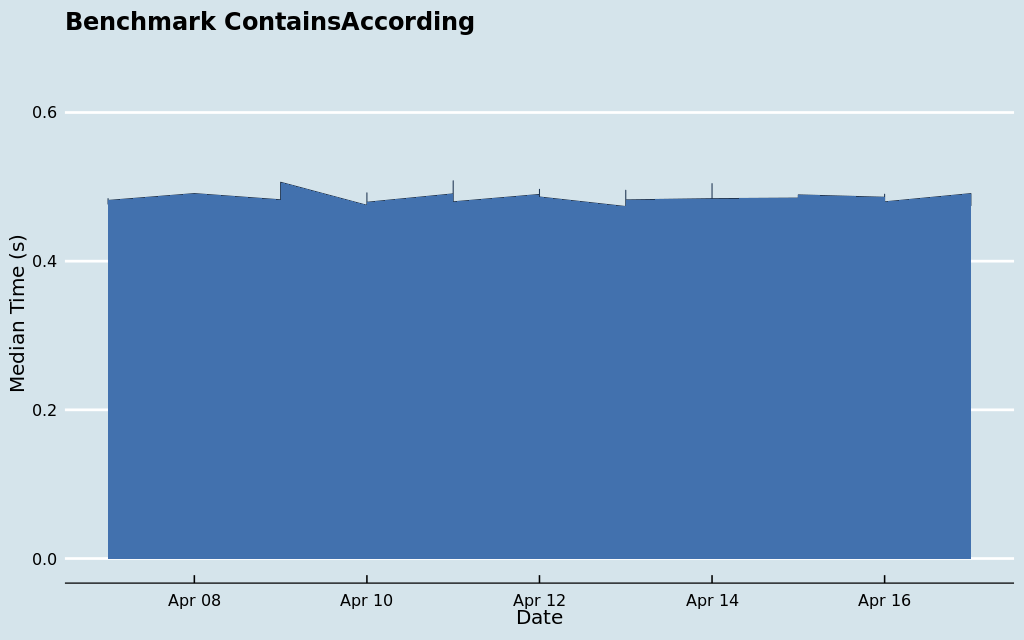 Benchmark ContainsAccording
Median Time (s)
0.6
0.4
0.2
0.0
Apr 08 Apr 10 Apr 12 Apr 14 Apr 16
Date